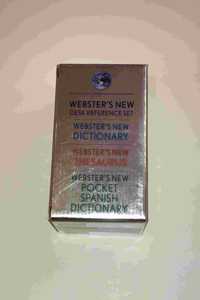 WEBSTER'S NEW
DESK REFERENCE SET
WEBSTER'S NEW
DICTIONARY
WEBSTER'S NEW
THESAURUS
WEBSTER'S NEW
POCKET
SPANISH
DICTIONARY